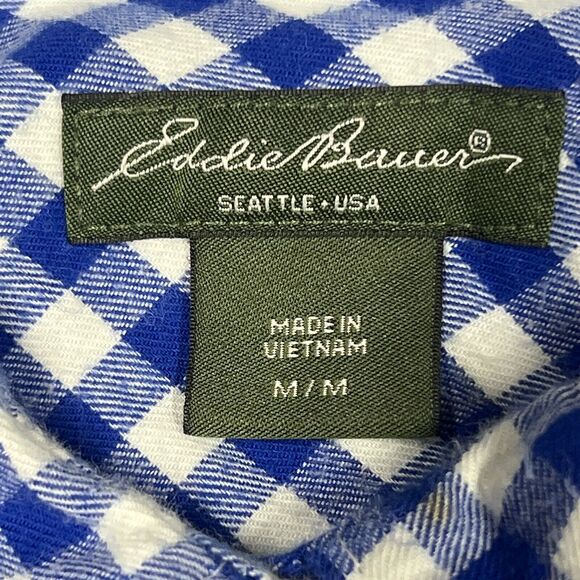 Eddie Bauer®
SEATTLE • USA
MADE IN
VIETNAM
M/M